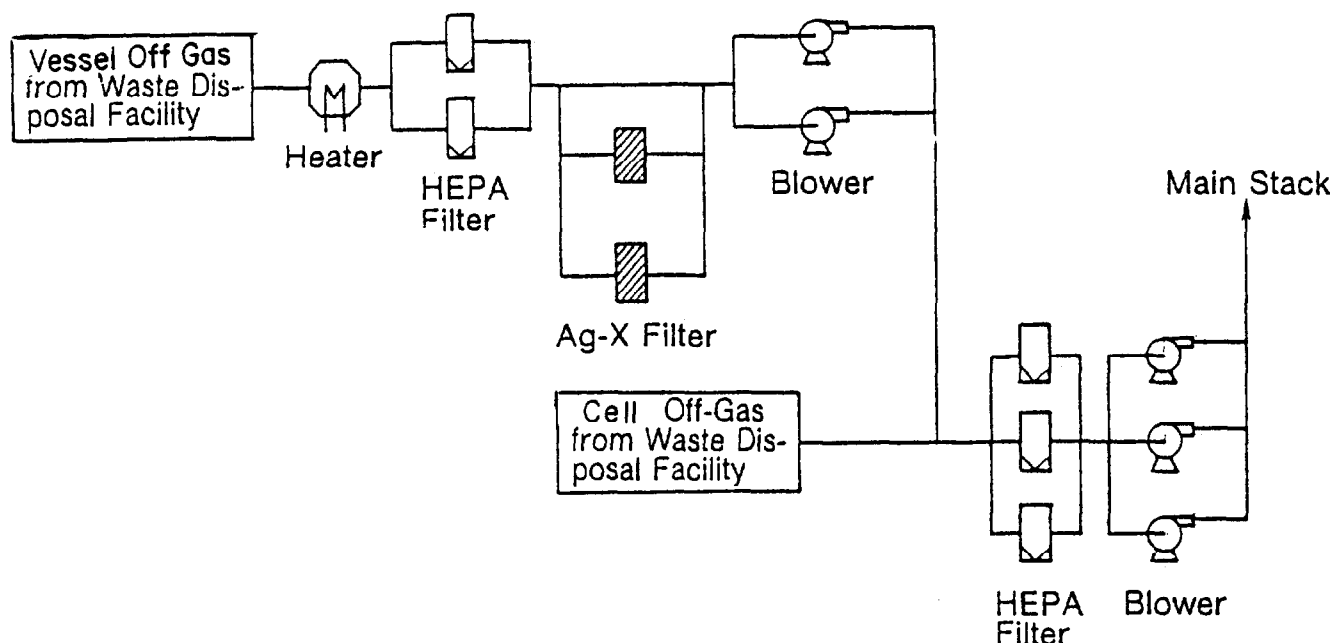 Vessel Off Gas
from Waste Dis-
posal Facility
Heater
HEPA
Filter
Ag-X Filter
Blower
Main Stack
Cell Off-Gas
from Waste Dis-
posal Facility
HEPA
Filter
Blower